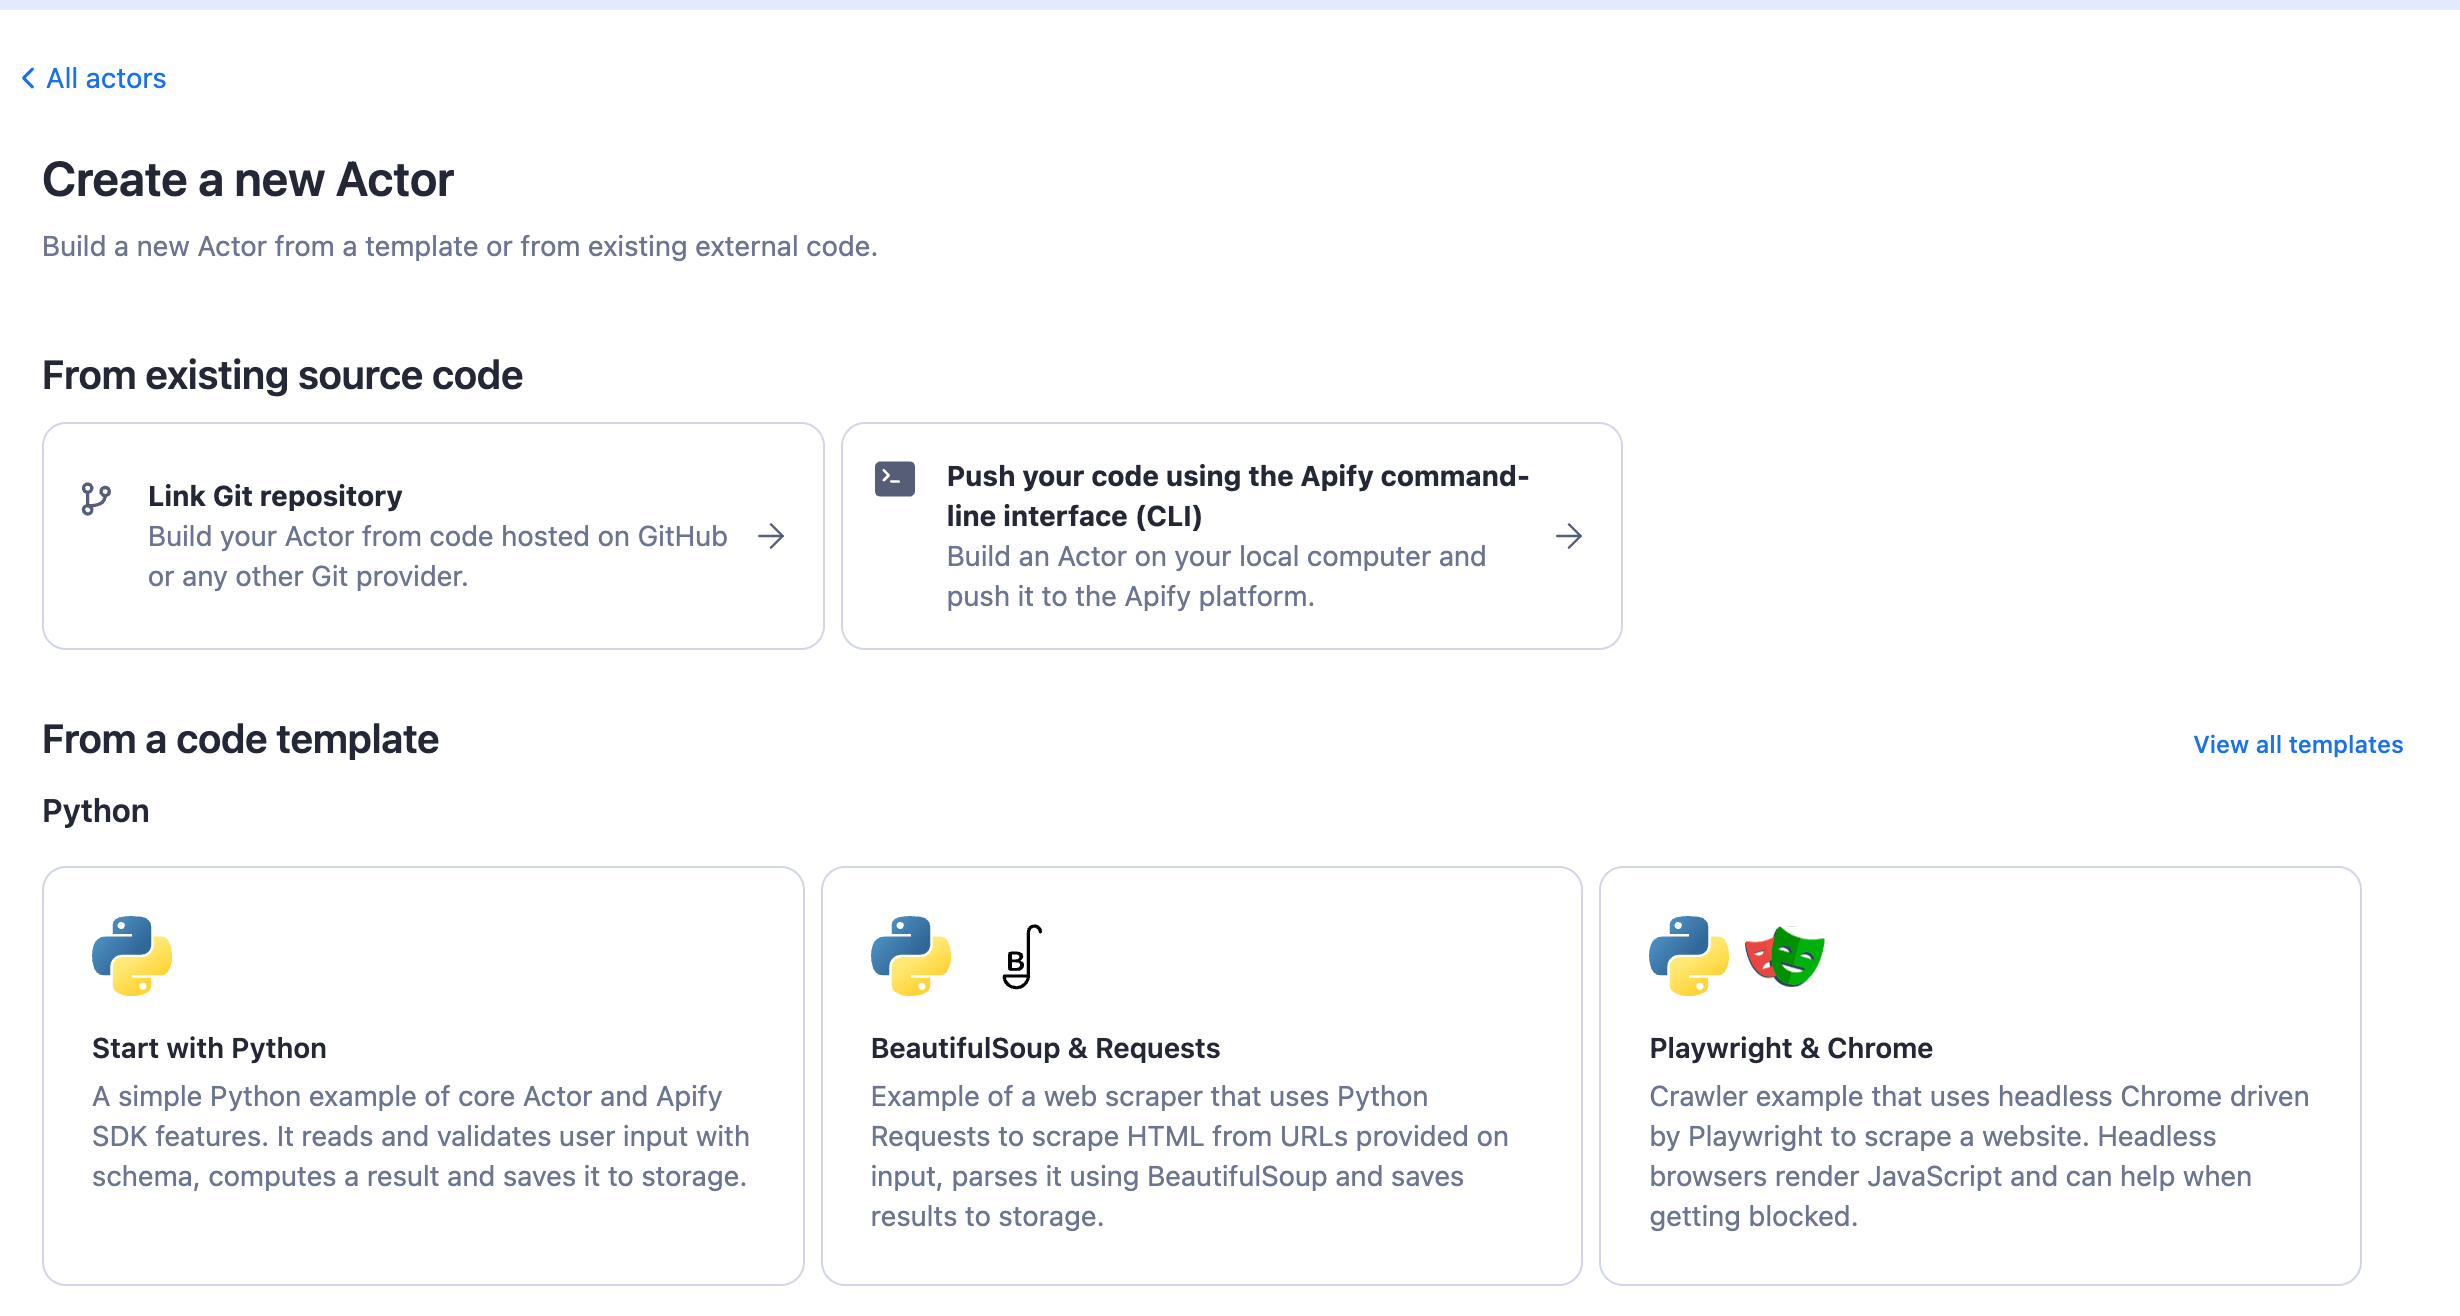 All actors
Create a new Actor
Build a new Actor from a template or from existing external code.
From existing source code
Link Git repository
Build your Actor from code hosted on GitHub
or any other Git provider.
Push your code using the Apify command-
line interface (CLI)
Build an Actor on your local computer and
push it to the Apify platform.
From a code template
View all templates
Python
Start with Python
A simple Python example of core Actor and Apify
SDK features. It reads and validates user input with
schema, computes a result and saves it to storage.
B
BeautifulSoup & Requests
Example of a web scraper that uses Python
Requests to scrape HTML from URLs provided on
input, parses it using BeautifulSoup and saves
results to storage.
Playwright & Chrome
Crawler example that uses headless Chrome driven
by Playwright to scrape a website. Headless
browsers render JavaScript and can help when
getting blocked.